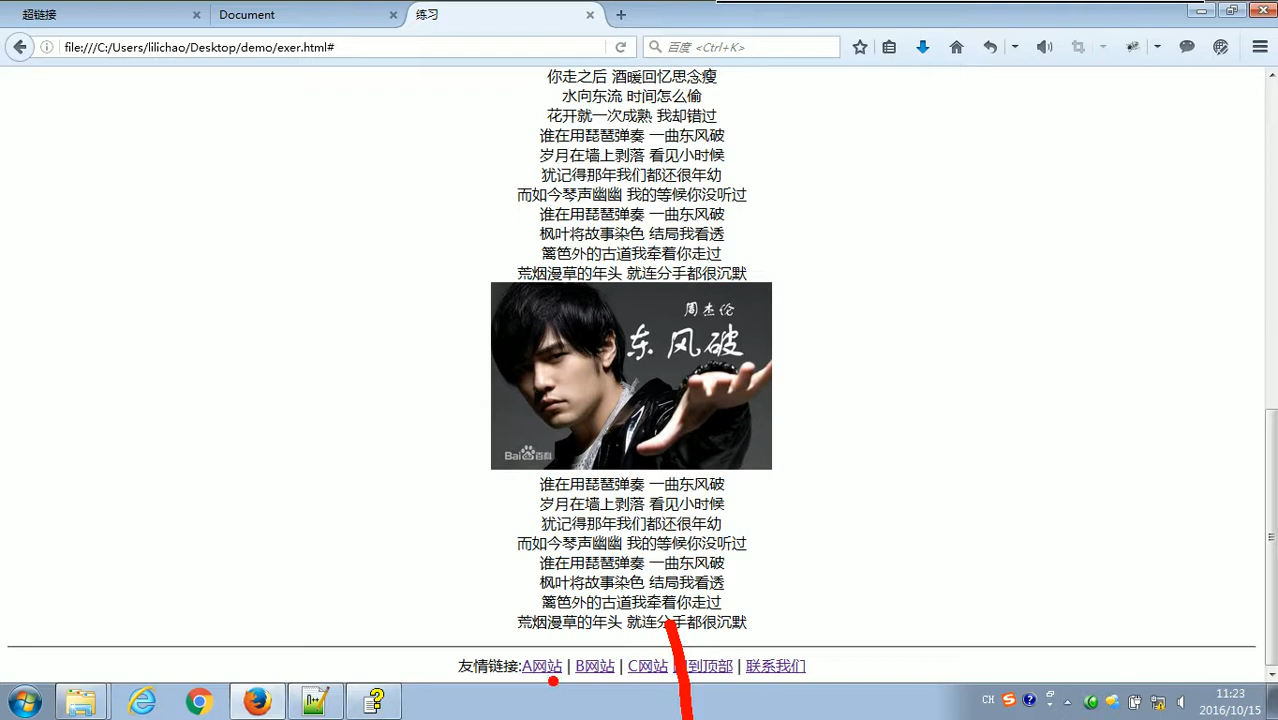 超链接
Document
练习
file:///C:/Users/lilichao/Desktop/demo/exer.html#
百度 <Ctrl+K>
你走之后 酒暖回忆思念瘦
水向东流 时间怎么偷
花开就一次成熟 我却错过
谁在用琵琶弹奏 一曲东风破
岁月在墙上剥落 看见小时候
犹记得那年我们都还很年幼
而如今琴声幽幽 我的等候你没听过
谁在用琵琶弹奏 一曲东风破
枫叶将故事染色 结局我看透
篱笆外的古道我牵着你走过
荒烟漫草的年头 就连分手都很沉默
周杰伦
东风破
Bai百科
谁在用琵琶弹奏 一曲东风破
岁月在墙上剥落 看见小时候
犹记得那年我们都还很年幼
而如今琴声幽幽 我的等候你没听过
谁在用琵琶弹奏 一曲东风破
枫叶将故事染色 结局我看透
篱笆外的古道我牵着你走过
荒烟漫草的年头 就连分手都很沉默
友情链接:A网站 | B网站 | C网站 到顶部 | 联系我们
CH
11:23
2016/10/15